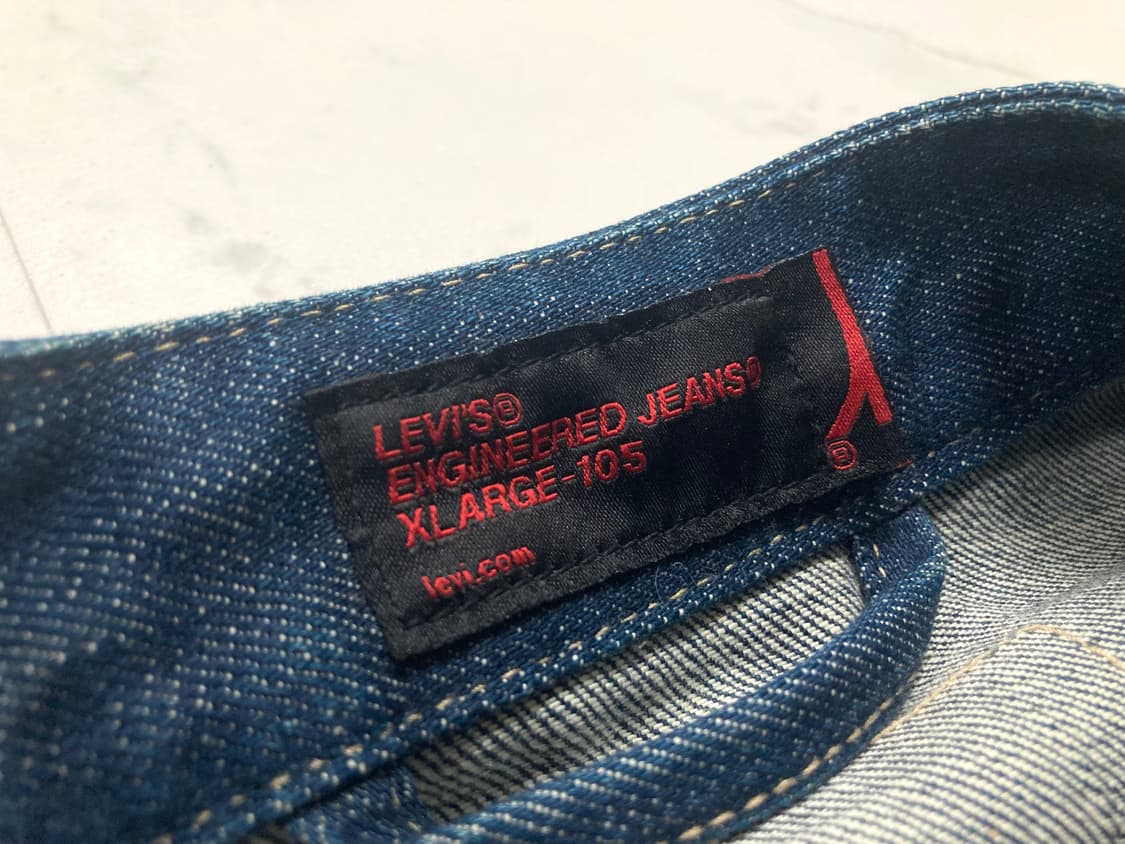 LEVI'S®
ENGINEERED JEANS®
XLARGE-105
levi.com
®